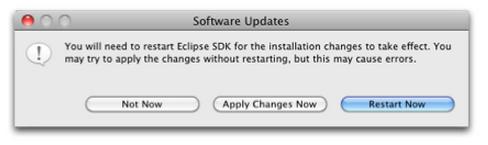 Software Updates
You will need to restart Eclipse SDK for the installation changes to take effect. You
may try to apply the changes without restarting, but this may cause errors.
Not Now Apply Changes Now Restart Now